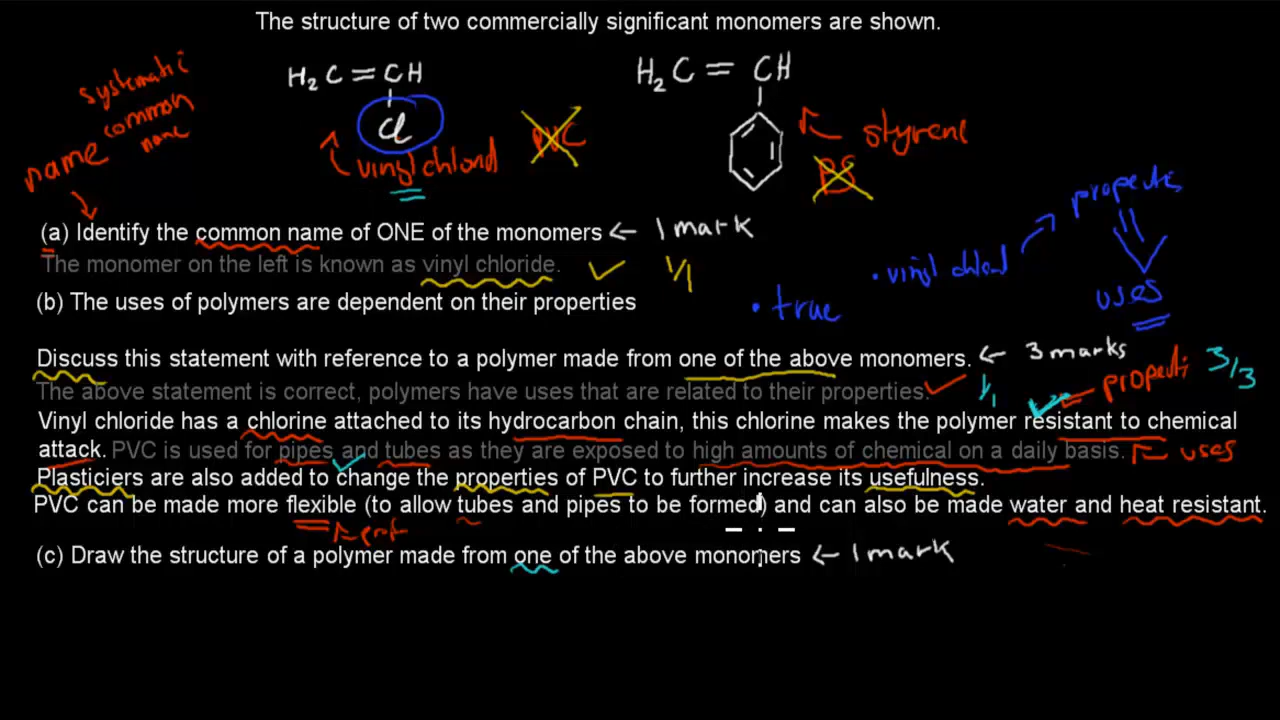 The structure of two commercially significant monomers are shown.
systematic
common
name
name
H₂C = CH
Cl
vinyl chlorid
PVC
H₂C = CH
styrene
PS
properti
uses
• vinyl chlorid
• true
(a) Identify the common name of ONE of the monomers ← 1 mark
The monomer on the left is known as vinyl chloride. ✓ 1/1
(b) The uses of polymers are dependent on their properties
Discuss this statement with reference to a polymer made from one of the above monomers. ← 3 marks
The above statement is correct, polymers have uses that are related to their properties. ✓ 1/1 properti 3/3
Vinyl chloride has a chlorine attached to its hydrocarbon chain, this chlorine makes the polymer resistant to chemical
attack. PVC is used for pipes and tubes as they are exposed to high amounts of chemical on a daily basis. ← uses
Plasticiers are also added to change the properties of PVC to further increase its usefulness.
PVC can be made more flexible (to allow tubes and pipes to be formed) and can also be made water and heat resistant.
(c) Draw the structure of a polymer made from one of the above monomers ← 1 mark